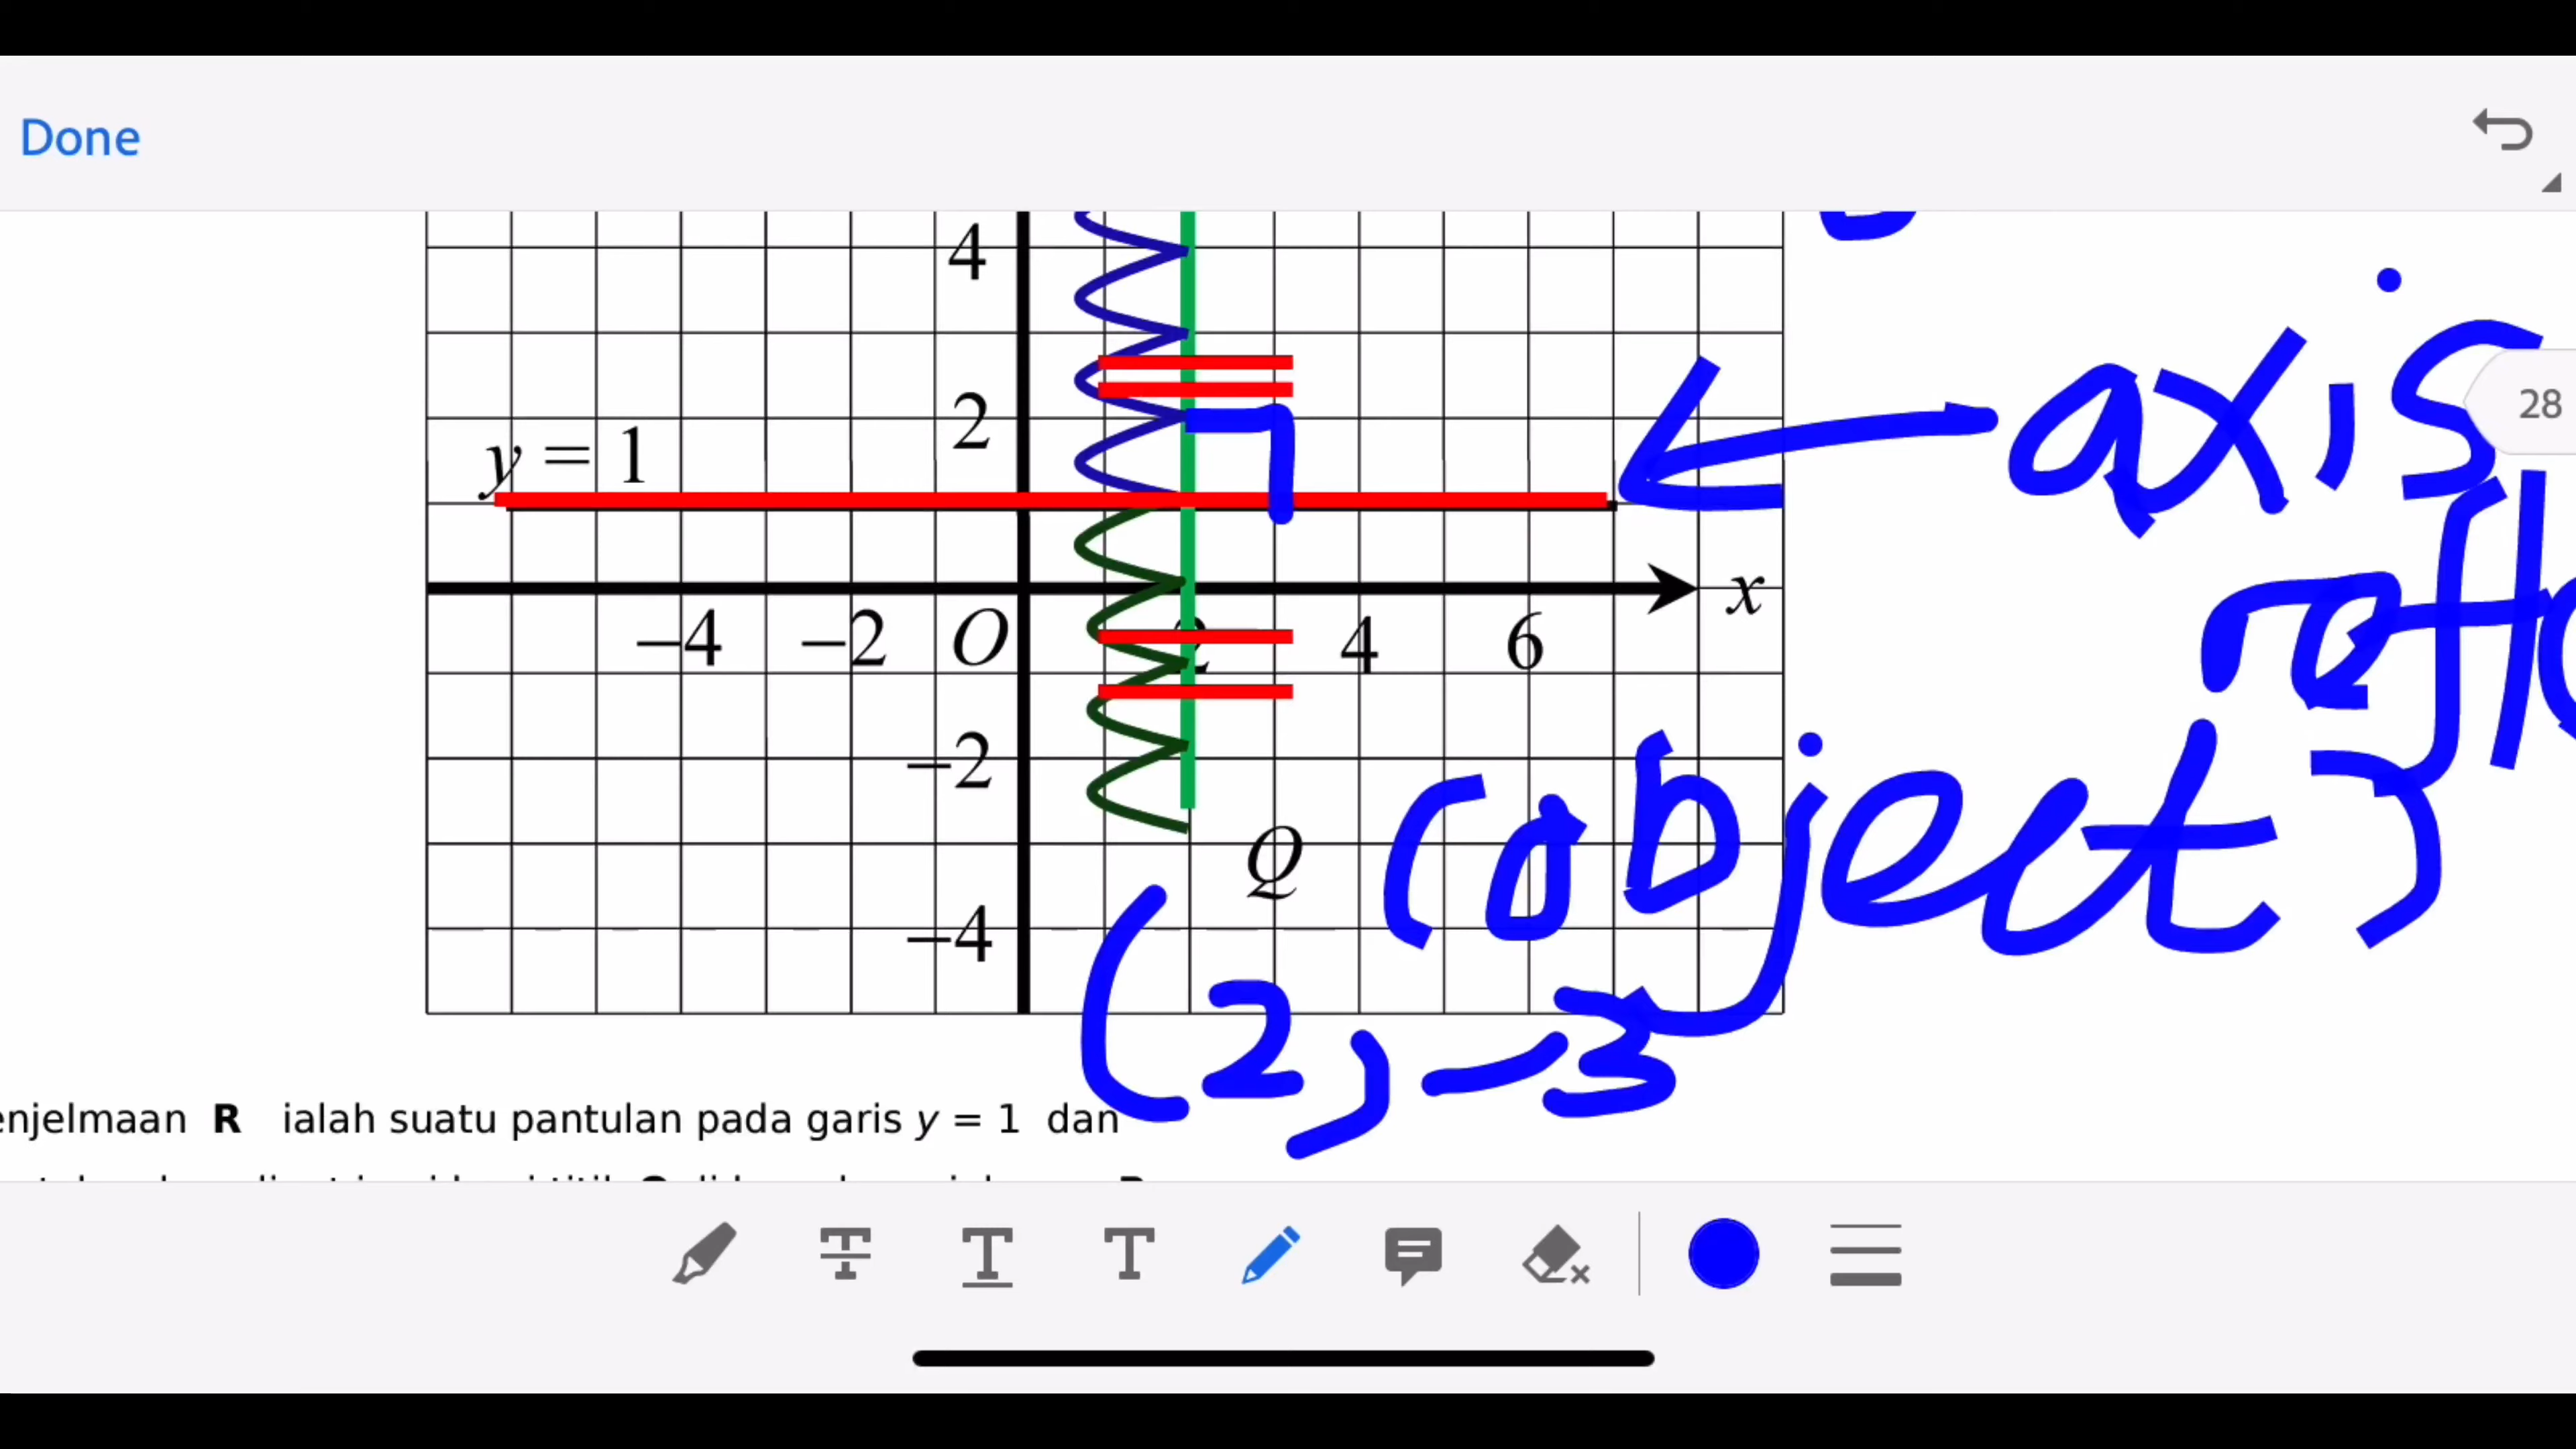 Done
4
axis
28
2
y = 1
x
−4 −2 O 2 4 6
−2
(object)
Q
−4
(2, -3
enjelmaan R ialah suatu pantulan pada garis y = 1 dan